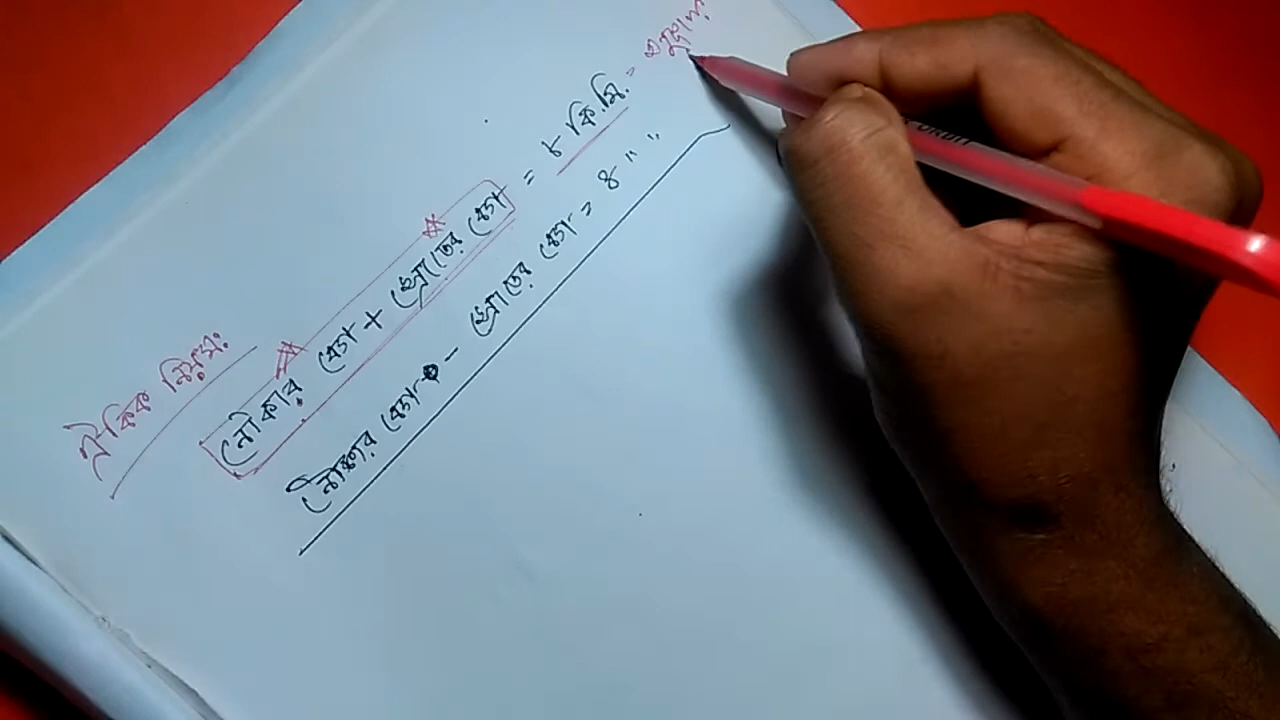 ঐকিক নিয়মঃ
নৌকার বেগ + স্রোতের বেগ = ৮ কি.মি. =
নৌকার বেগ - স্রোতের বেগ = ৪ " "